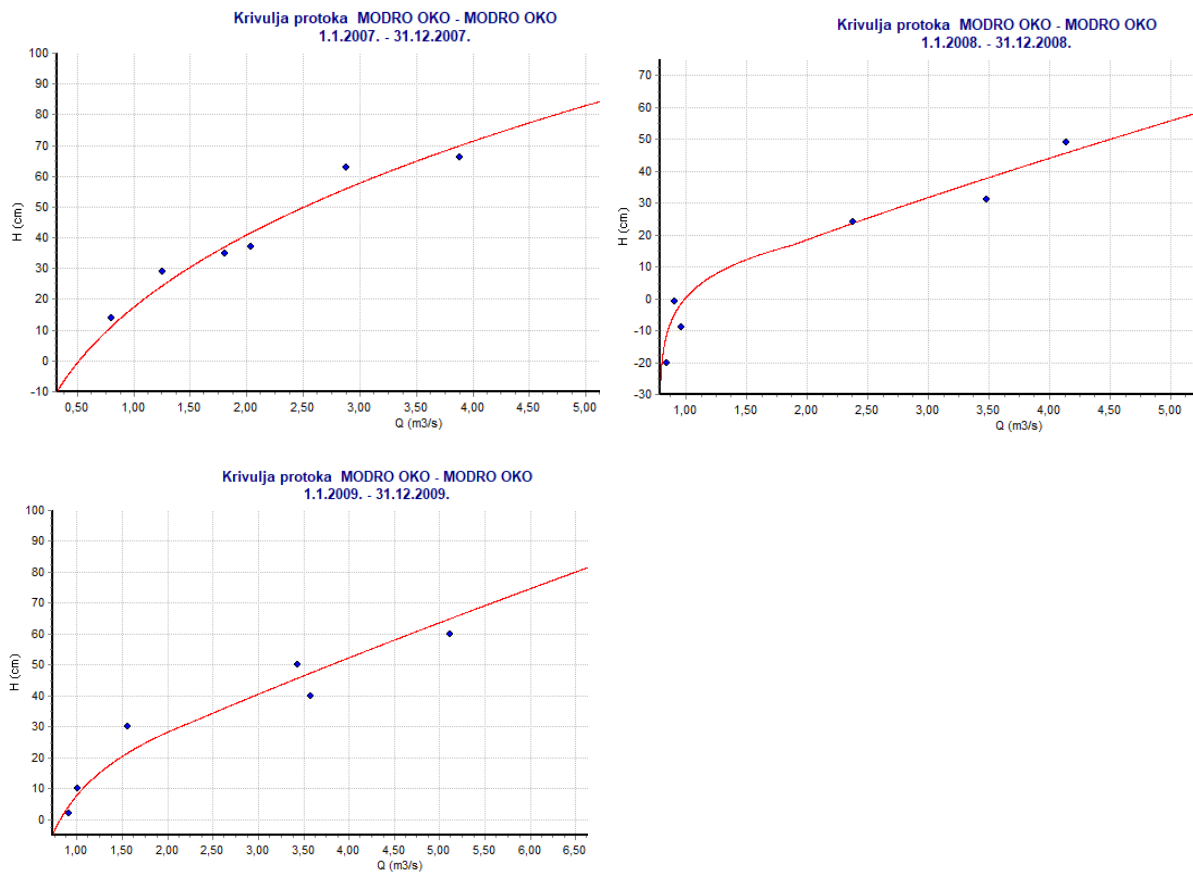 Krivulja protoka MODRO OKO - MODRO OKO
1.1.2007. - 31.12.2007.
100
90
80
70
60
50
40
30
20
10
0
-10
H (cm)
0,50 1,00 1,50 2,00 2,50 3,00 3,50 4,00 4,50 5,00
Q (m3/s)
Krivulja protoka MODRO OKO - MODRO OKO
1.1.2008. - 31.12.2008.
70
60
50
40
30
20
10
0
-10
-20
-30
H (cm)
1,00 1,50 2,00 2,50 3,00 3,50 4,00 4,50 5,00
Q (m3/s)
Krivulja protoka MODRO OKO - MODRO OKO
1.1.2009. - 31.12.2009.
100
90
80
70
60
50
40
30
20
10
0
H (cm)
1,00 1,50 2,00 2,50 3,00 3,50 4,00 4,50 5,00 5,50 6,00 6,50
Q (m3/s)